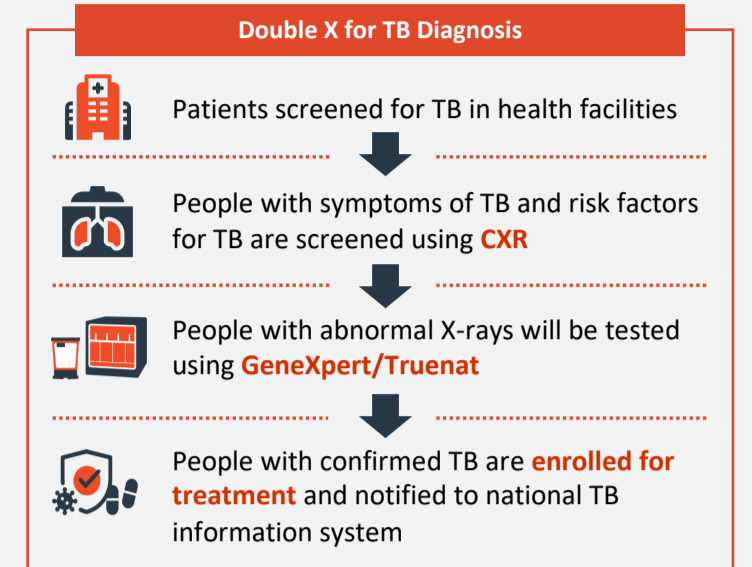 Double X for TB Diagnosis
Patients screened for TB in health facilities
People with symptoms of TB and risk factors
for TB are screened using CXR
People with abnormal X-rays will be tested
using GeneXpert/Truenat
People with confirmed TB are enrolled for
treatment and notified to national TB
information system